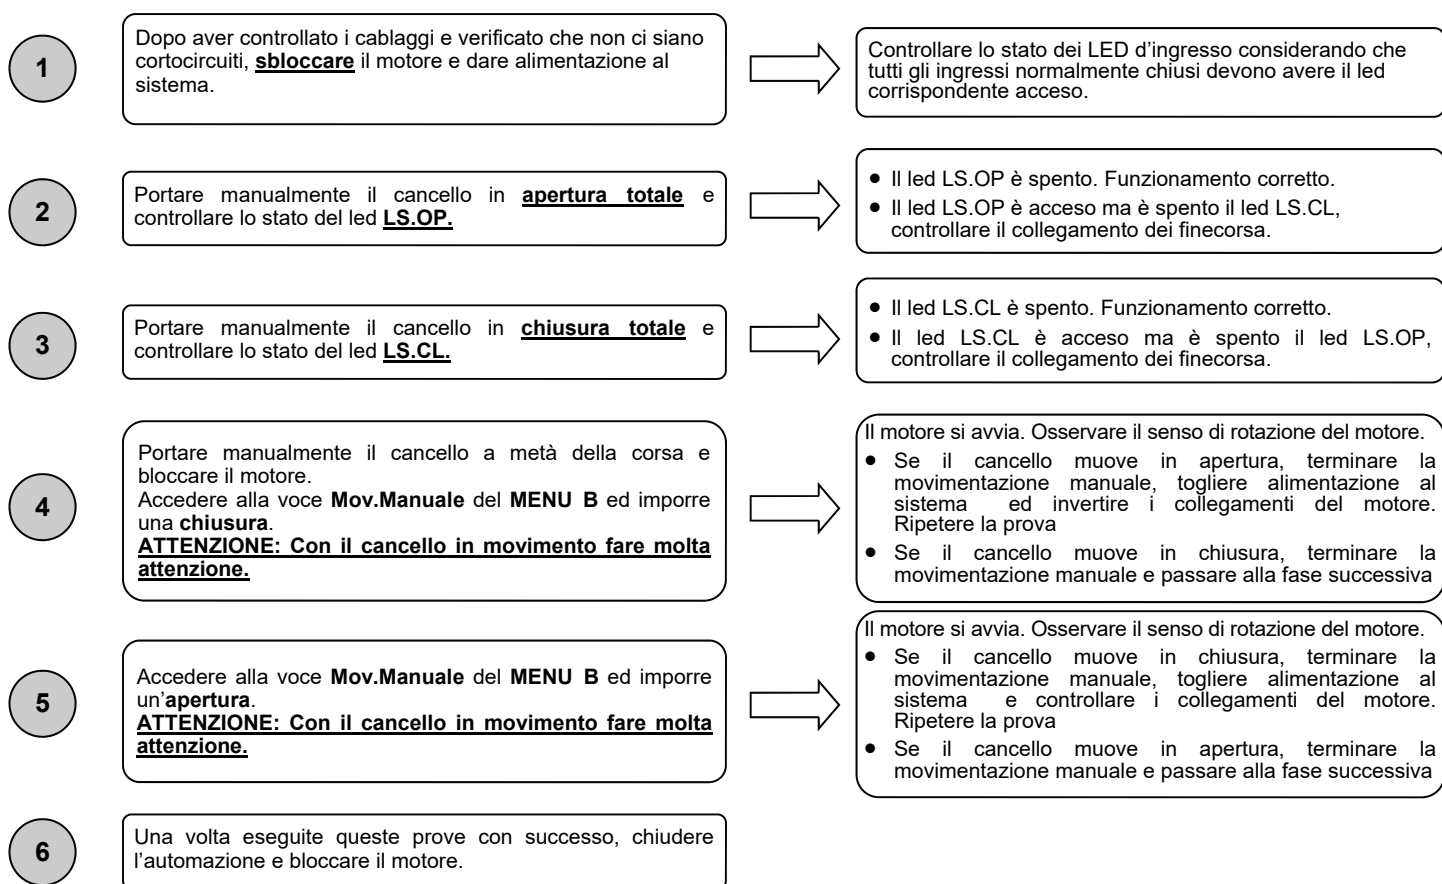 1
Dopo aver controllato i cablaggi e verificato che non ci siano
cortocircuiti, sbloccare il motore e dare alimentazione al
sistema.
Controllare lo stato dei LED d’ingresso considerando che
tutti gli ingressi normalmente chiusi devono avere il led
corrispondente acceso.
2
Portare manualmente il cancello in apertura totale e
controllare lo stato del led LS.OP.
● Il led LS.OP è spento. Funzionamento corretto.
● Il led LS.OP è acceso ma è spento il led LS.CL,
controllare il collegamento dei finecorsa.
3
Portare manualmente il cancello in chiusura totale e
controllare lo stato del led LS.CL.
● Il led LS.CL è spento. Funzionamento corretto.
● Il led LS.CL è acceso ma è spento il led LS.OP,
controllare il collegamento dei finecorsa.
4
Portare manualmente il cancello a metà della corsa e
bloccare il motore.
Accedere alla voce Mov.Manuale del MENU B ed imporre
una chiusura.
ATTENZIONE: Con il cancello in movimento fare molta
attenzione.
Il motore si avvia. Osservare il senso di rotazione del motore.
● Se il cancello muove in apertura, terminare la
movimentazione manuale, togliere alimentazione al
sistema ed invertire i collegamenti del motore.
Ripetere la prova
● Se il cancello muove in chiusura, terminare la
movimentazione manuale e passare alla fase successiva
5
Accedere alla voce Mov.Manuale del MENU B ed imporre
un’apertura.
ATTENZIONE: Con il cancello in movimento fare molta
attenzione.
Il motore si avvia. Osservare il senso di rotazione del motore.
● Se il cancello muove in chiusura, terminare la
movimentazione manuale, togliere alimentazione al
sistema e controllare i collegamenti del motore.
Ripetere la prova
● Se il cancello muove in apertura, terminare la
movimentazione manuale e passare alla fase successiva
6
Una volta eseguite queste prove con successo, chiudere
l’automazione e bloccare il motore.